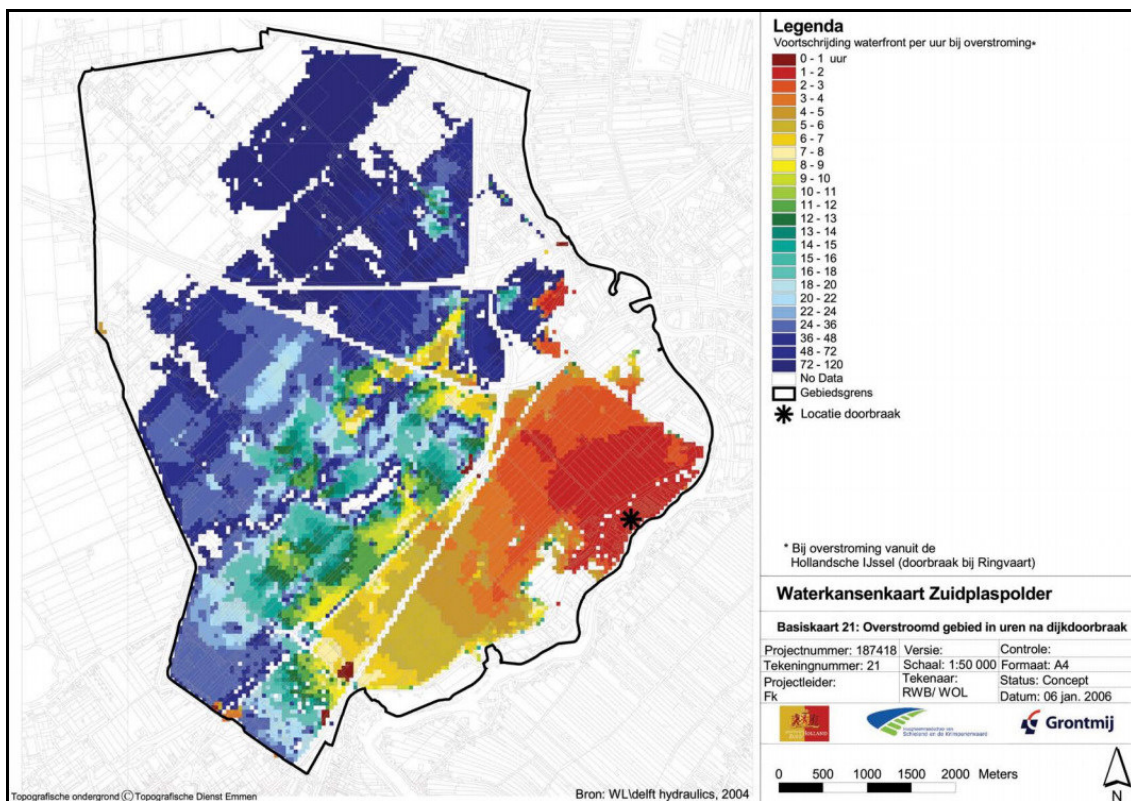 Legenda
Voortschrijding waterfront per uur bij overstroming*
0 - 1 uur
1 - 2
2 - 3
3 - 4
4 - 5
5 - 6
6 - 7
7 - 8
8 - 9
9 - 10
10 - 11
11 - 12
12 - 13
13 - 14
14 - 15
15 - 16
16 - 18
18 - 20
20 - 22
22 - 24
24 - 36
36 - 48
48 - 72
72 - 120
No Data
Gebiedsgrens
Locatie doorbraak
* Bij overstroming vanuit de
Hollandsche IJssel (doorbraak bij Ringvaart)
Waterkansenkaart Zuidplaspolder
Basiskaart 21: Overstroomd gebied in uren na dijkdoorbraak
Projectnummer: 187418 Versie: Controle:
Tekeningnummer: 21 Schaal: 1:50 000 Formaat: A4
Projectleider: Tekenaar: Status: Concept
Fk RWB/ WOL Datum: 06 jan. 2006
HOLLAND
Schieland en de Krimpenerwaard
Grontmij
0 500 1000 1500 2000 Meters
N
Topografische ondergrond © Topografische Dienst Emmen
Bron: WL\delft hydraulics, 2004